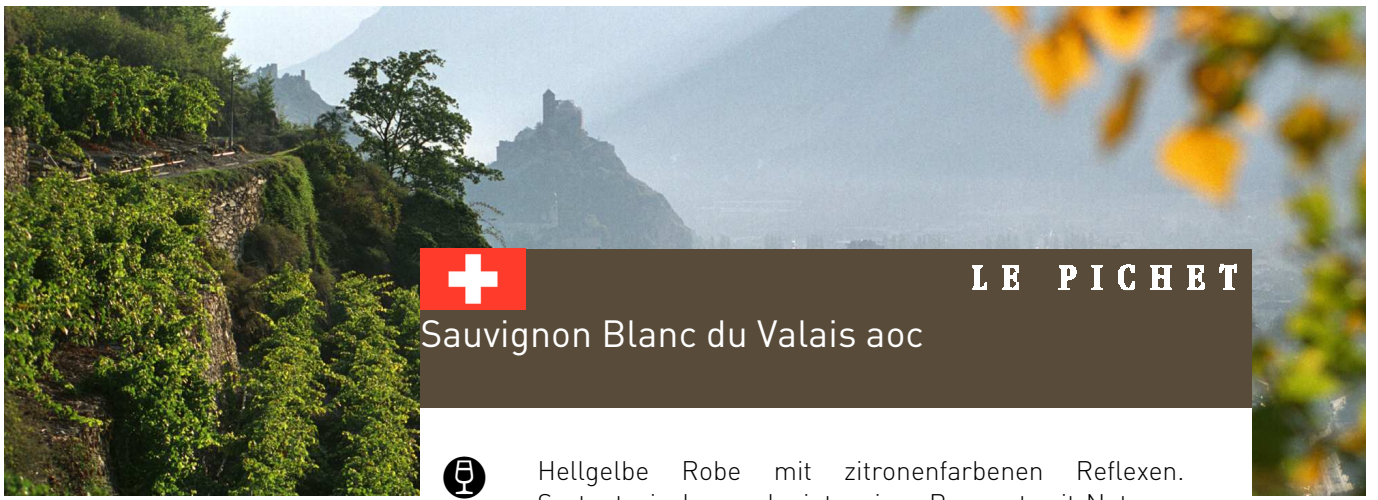 LE PICHET
Sauvignon Blanc du Valais aoc
Hellgelbe Robe mit zitronenfarbenen Reflexen.